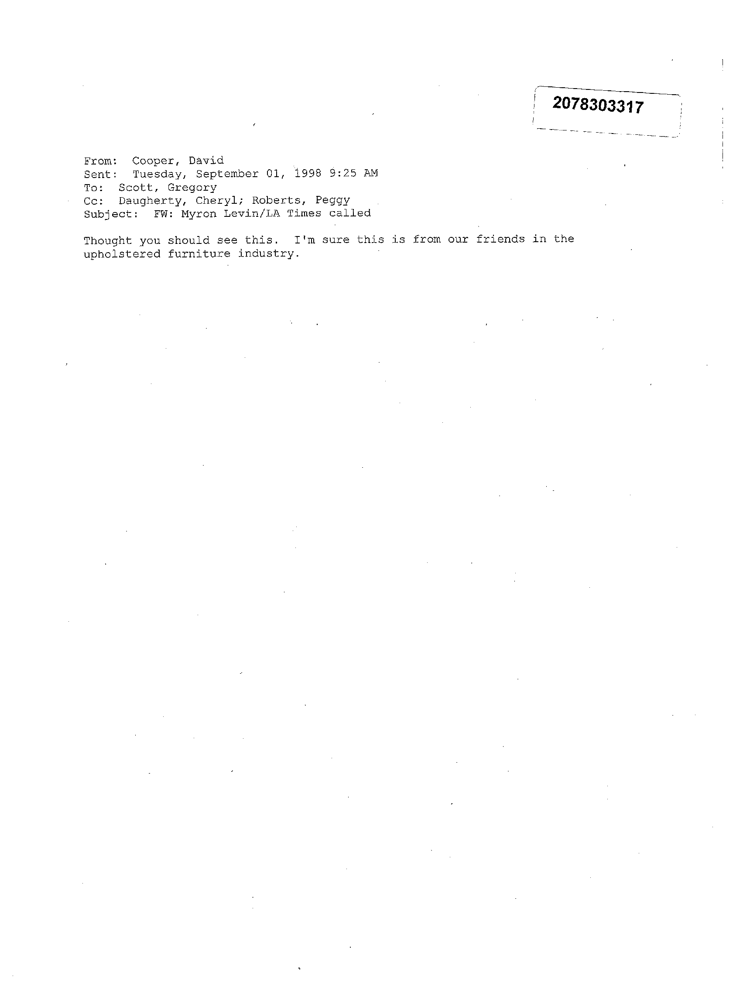 2078303317
From: Cooper, David
Sent: Tuesday, September 01, 1998 9:25 AM
To: Scott, Gregory
Cc: Daugherty, Cheryl; Roberts, Peggy
Subject: FW: Myron Levin/LA Times called
Thought you should see this. I'm sure this is from our friends in the
upholstered furniture industry.